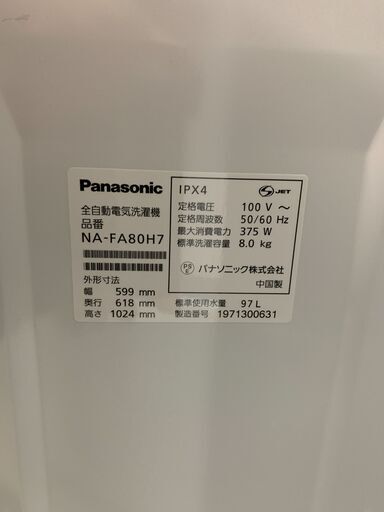 Panasonic
全自動電気洗濯機
品番
NA-FA80H7
外形寸法
幅 599 mm
奥行 618 mm
高さ 1024 mm
IPX4
S JET
定格電圧 100 V ～
定格周波数 50/60 Hz
最大消費電力 375 W
標準洗濯容量 8.0 kg
PS E パナソニック株式会社
中国製
標準使用水量 97 L
製造番号 1971300631